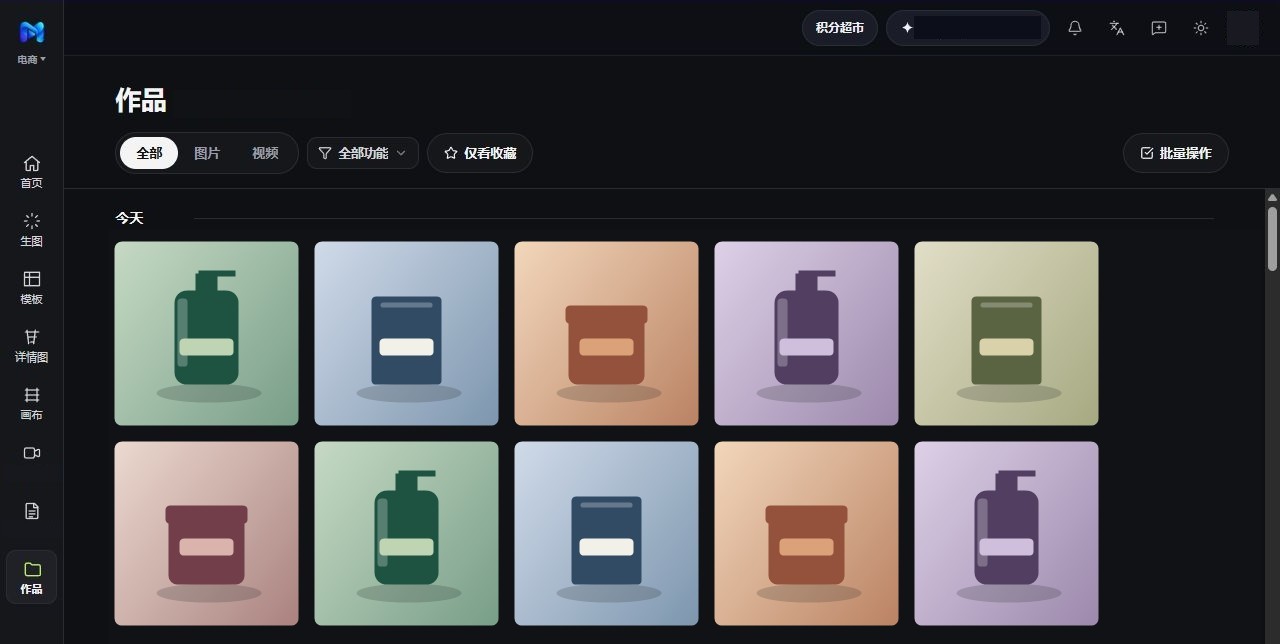 积分超市
电商
作品
全部 图片 视频 全部功能 仅看收藏 批量操作
首页
今天
生图
模板
详情图
画布
作品